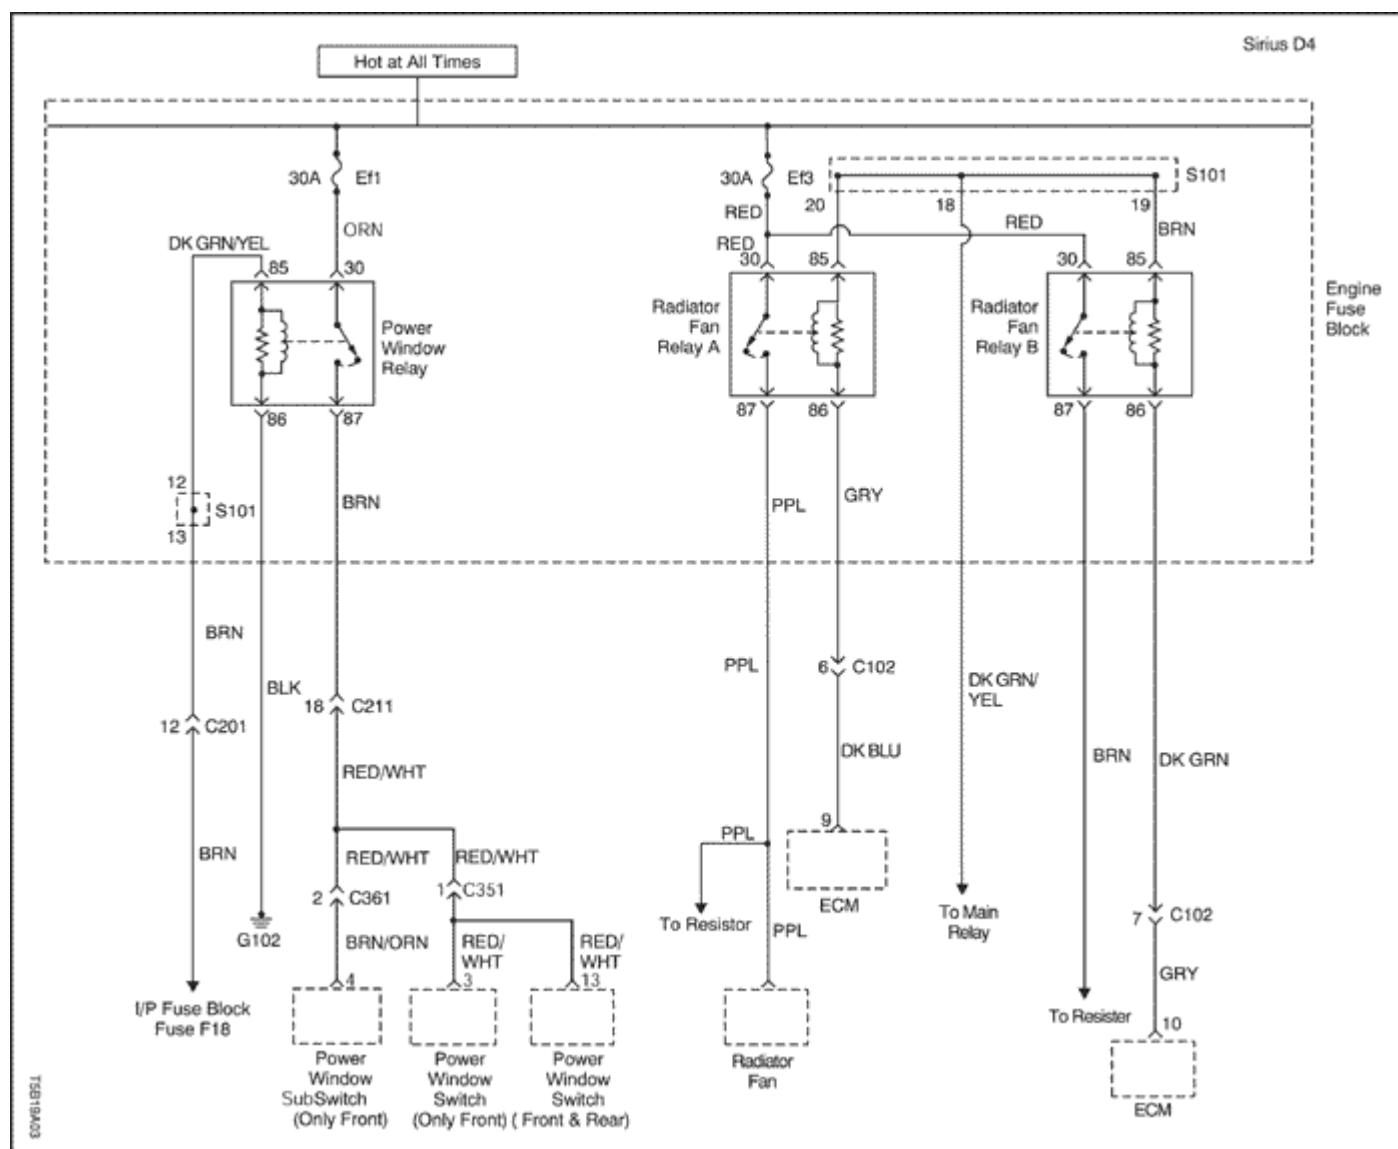 Sirius D4
Hot at All Times
30A Ef1
30A Ef3
S101
20
18
19
RED
RED
BRN
ORN
DK GRN/YEL
RED
85
30
30
85
30
85
Power
Window
Relay
Radiator
Fan
Relay A
Radiator
Fan
Relay B
Engine
Fuse
Block
86
87
87
86
87
86
12
S101
13
BRN
PPL
GRY
BRN
BLK
PPL
6 C102
DK GRN/
YEL
18 C211
12 C201
DK BLU
BRN
DK GRN
RED/WHT
PPL
9
BRN
RED/WHT
RED/WHT
2 C361
1 C351
ECM
To Resistor
To Main
Relay
7 C102
G102
BRN/ORN
RED/
WHT
RED/
WHT
PPL
GRY
4
3
13
I/P Fuse Block
Fuse F18
To Resister
10
Power
Window
SubSwitch
(Only Front)
Power
Window
Switch
(Only Front)
Power
Window
Switch
( Front & Rear)
Radiator
Fan
ECM
T5B19A03